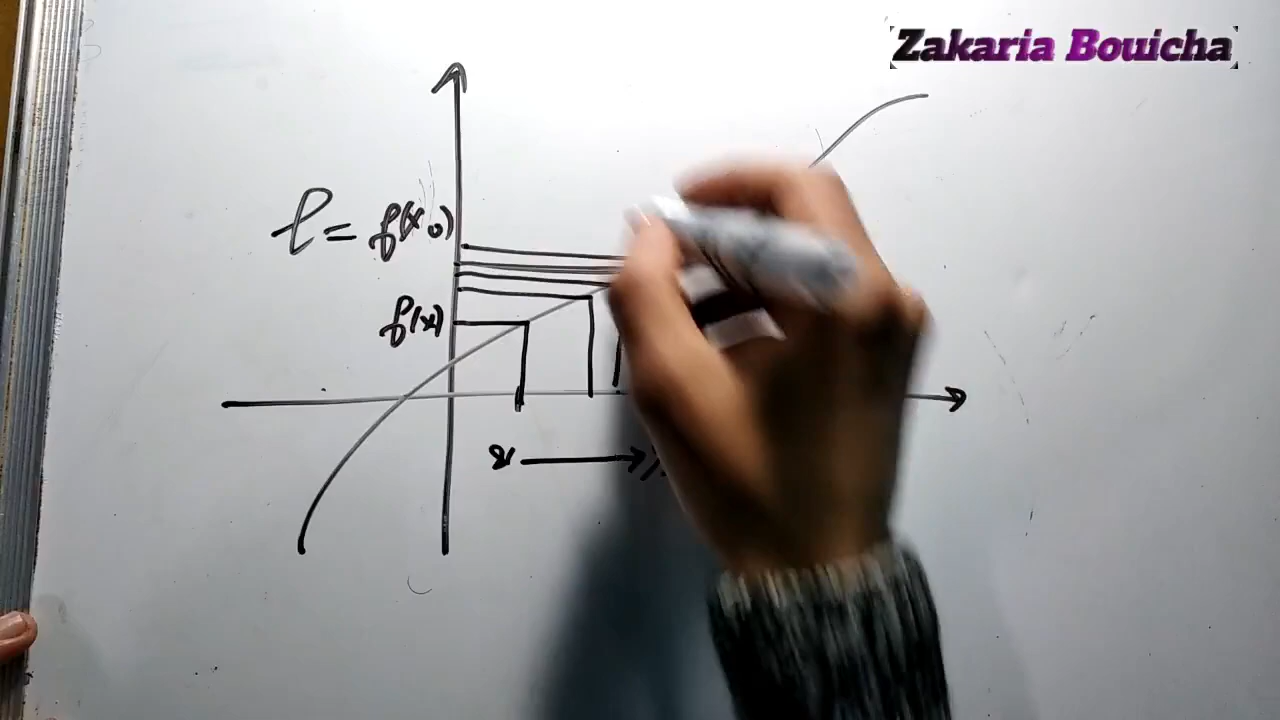 Zakaria Bouicha
l = f(x₀)
f(x)
x →